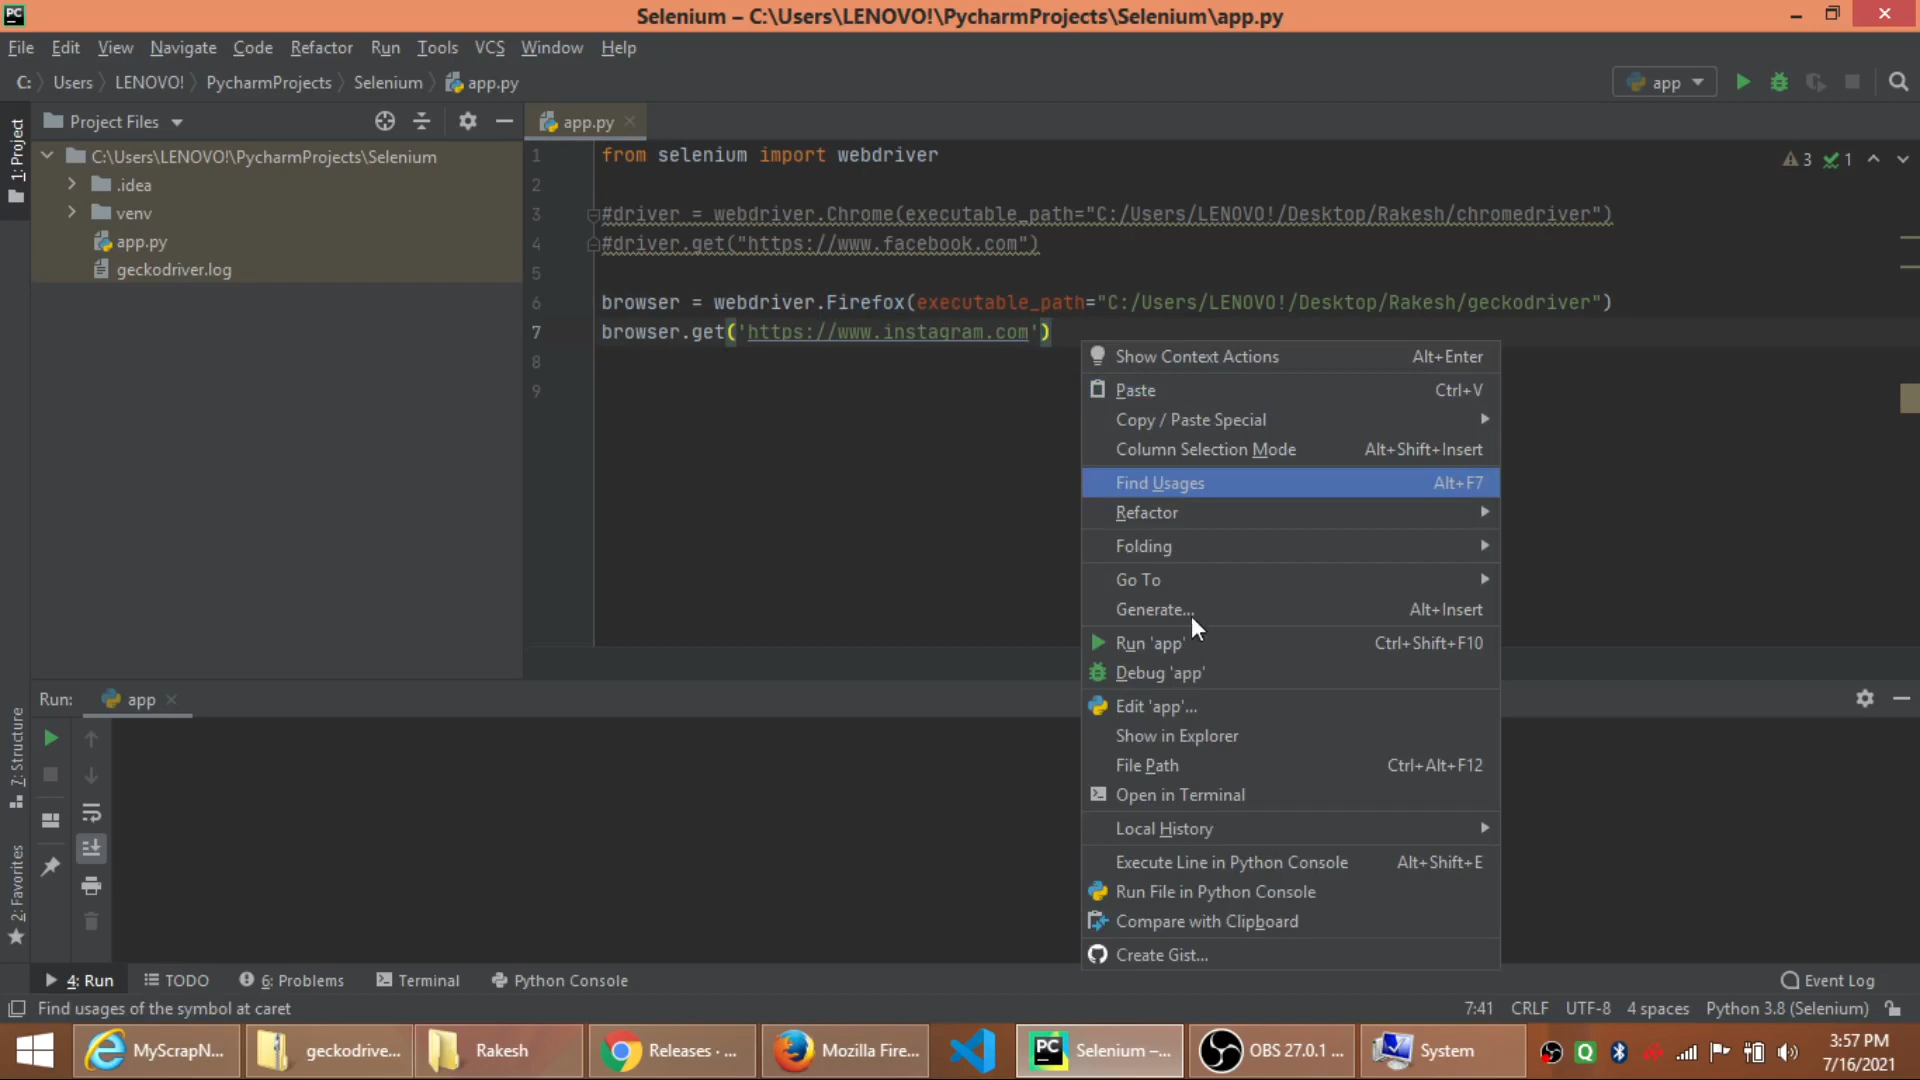 PC
Selenium – C:\Users\LENOVO!\PycharmProjects\Selenium\app.py
File Edit View Navigate Code Refactor Run Tools VCS Window Help
C: Users LENOVO! PycharmProjects Selenium app.py
app
1: Project
Project Files
app.py
C:\Users\LENOVO!\PycharmProjects\Selenium
.idea
venv
app.py
geckodriver.log
1 from selenium import webdriver
3 1
2
3 #driver = webdriver.Chrome(executable_path="C:/Users/LENOVO!/Desktop/Rakesh/chromedriver")
4 #driver.get("https://www.facebook.com")
5
6 browser = webdriver.Firefox(executable_path="C:/Users/LENOVO!/Desktop/Rakesh/geckodriver")
7 browser.get('https://www.instagram.com')
8
9
Show Context Actions Alt+Enter
Paste Ctrl+V
Copy / Paste Special
Column Selection Mode Alt+Shift+Insert
Find Usages Alt+F7
Refactor
Folding
Go To
Generate... Alt+Insert
Run 'app' Ctrl+Shift+F10
Debug 'app'
Edit 'app'...
Show in Explorer
File Path Ctrl+Alt+F12
Open in Terminal
Local History
Execute Line in Python Console Alt+Shift+E
Run File in Python Console
Compare with Clipboard
Create Gist...
Run: app
7: Structure
2: Favorites
4: Run TODO 6: Problems Terminal Python Console Event Log
Find usages of the symbol at caret 7:41 CRLF UTF-8 4 spaces Python 3.8 (Selenium)
MyScrapN... geckodrive... Rakesh Releases · ... Mozilla Fire... PC Selenium –... OBS 27.0.1 ... System
3:57 PM
7/16/2021